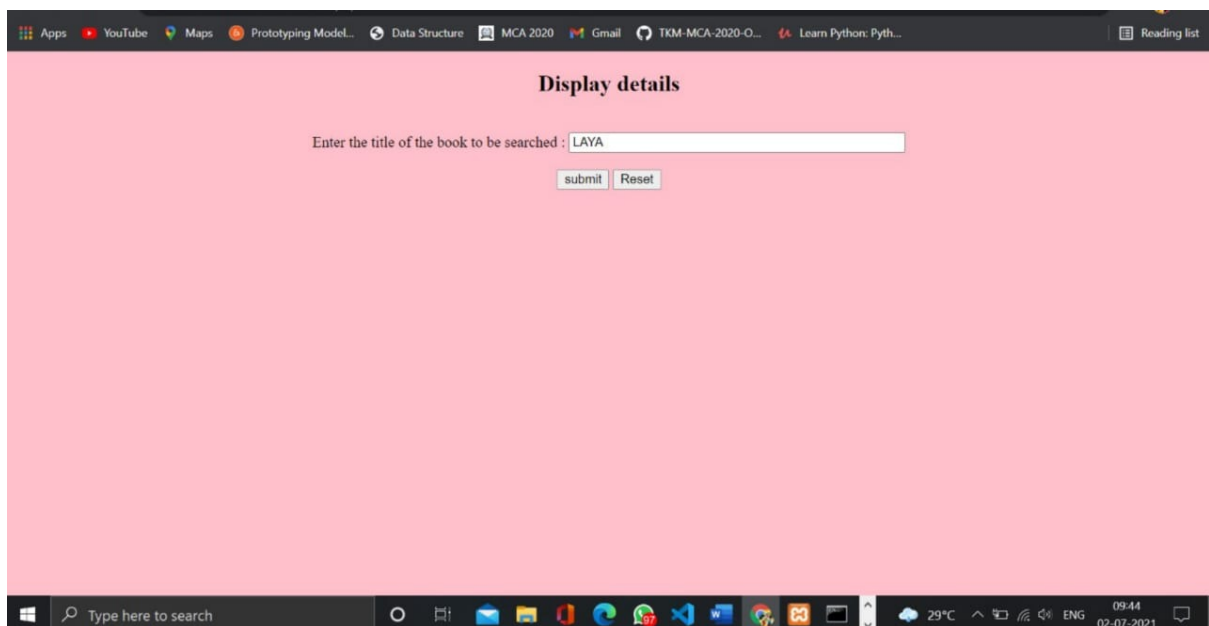 Apps YouTube Maps Prototyping Model... Data Structure MCA 2020 Gmail TKM-MCA-2020-O... Learn Python: Pyth... Reading list
Display details
Enter the title of the book to be searched : LAYA
submit Reset
Type here to search 97 29°C ENG 09:44
02-07-2021